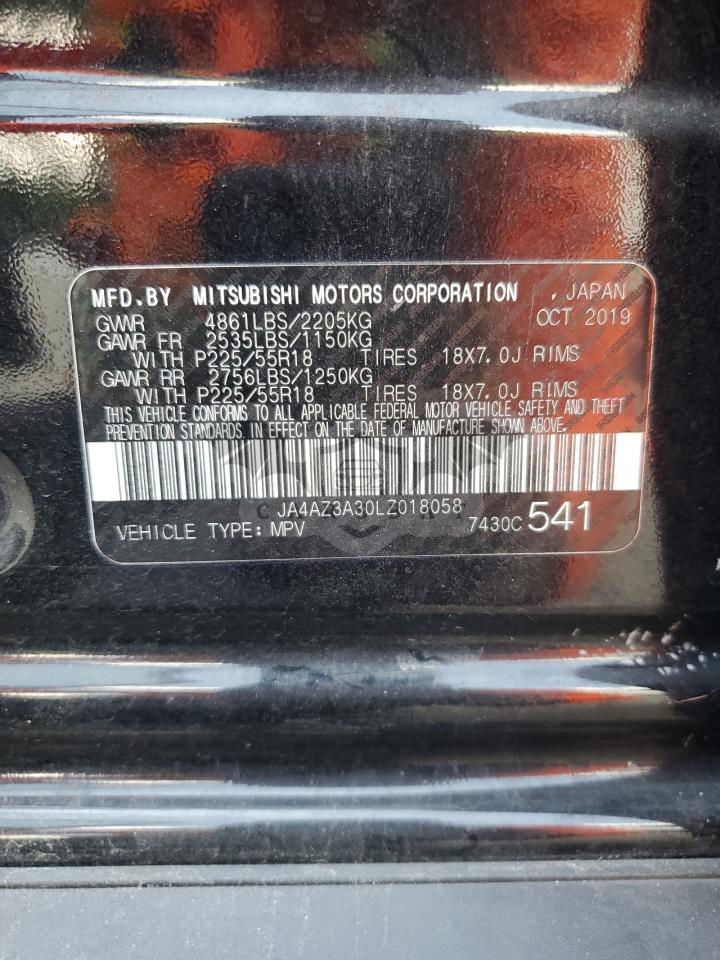 MFD.BY MITSUBISHI MOTORS CORPORATION , JAPAN
GVWR 4861LBS/2205KG OCT 2019
GAWR FR 2535LBS/1150KG
WITH P225/55R18 TIRES 18X7.0J RIMS
GAWR RR 2756LBS/1250KG
WITH P225/55R18 TIRES 18X7.0J RIMS
THIS VEHICLE CONFORMS TO ALL APPLICABLE FEDERAL MOTOR VEHICLE SAFETY AND THEFT
PREVENTION STANDARDS IN EFFECT ON THE DATE OF MANUFACTURE SHOWN ABOVE.
JA4AZ3A30LZ018058
VEHICLE TYPE: MPV 7430C 541